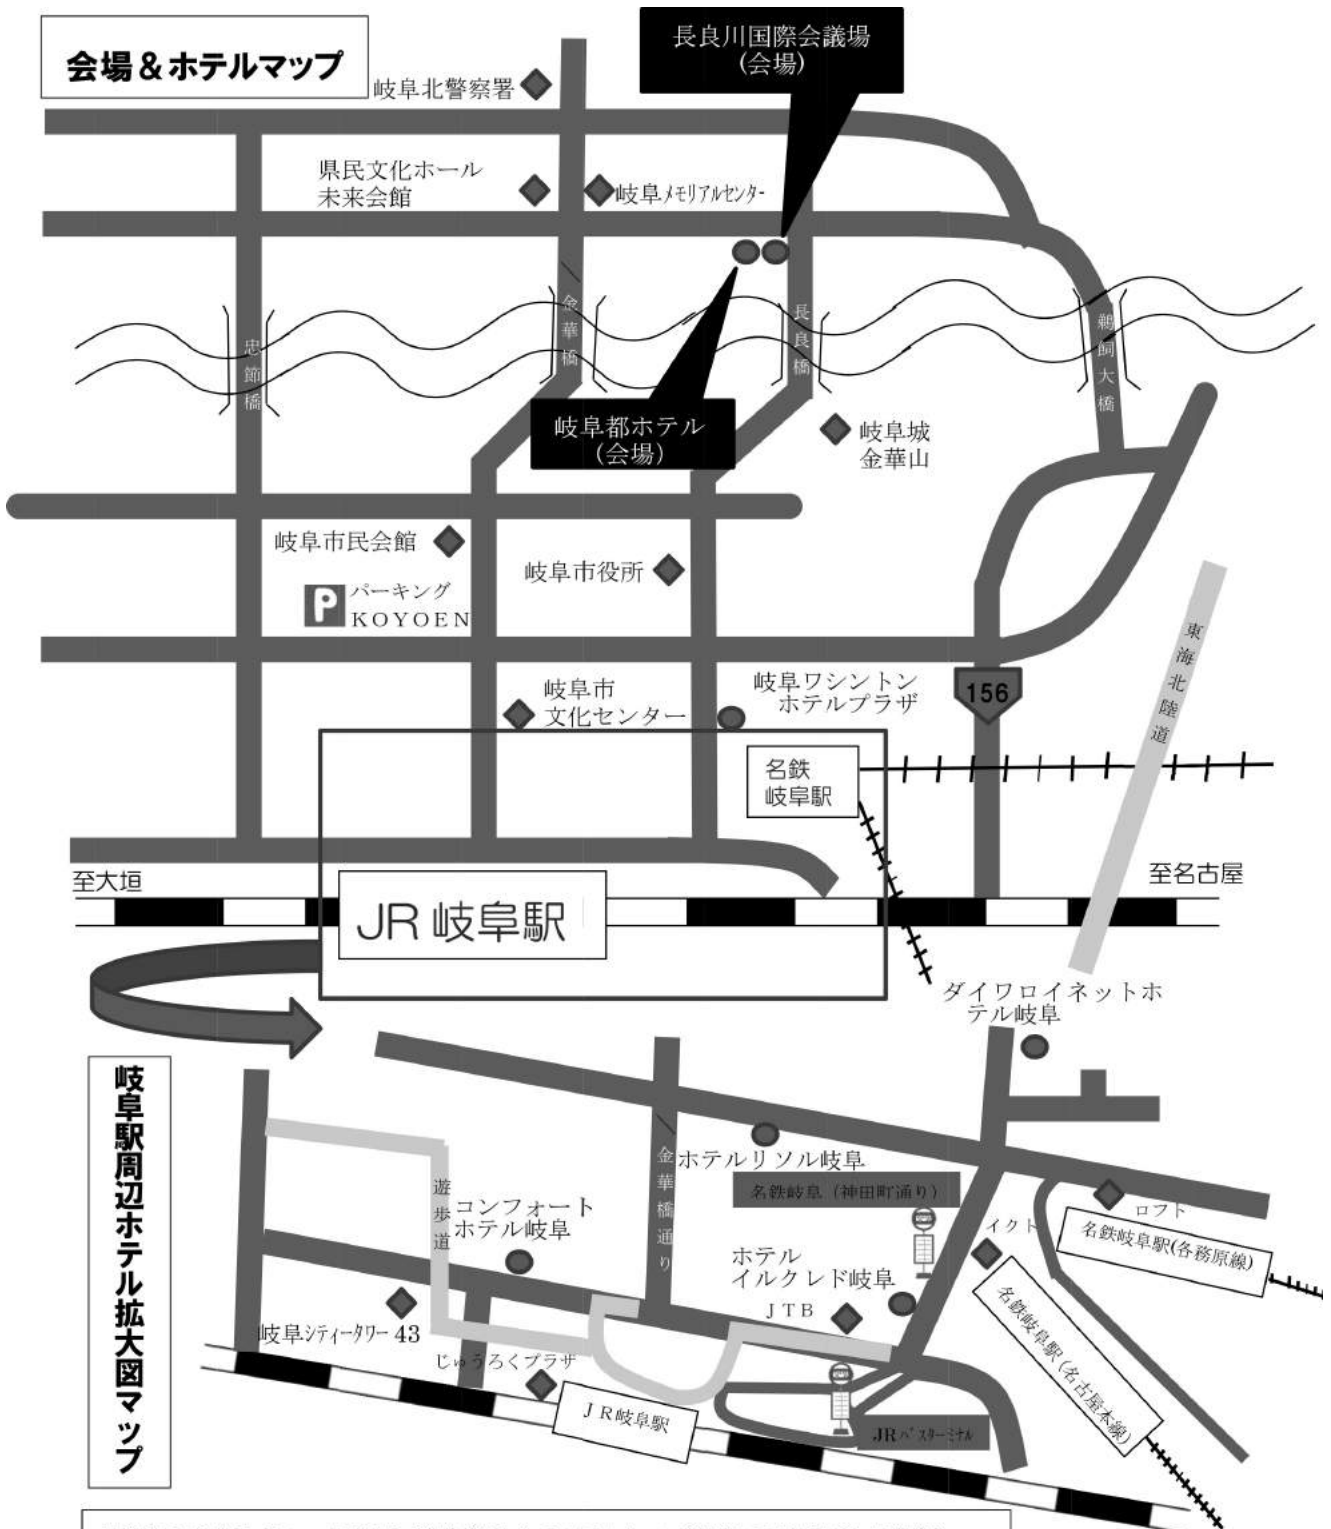 会場＆ホテルマップ
長良川国際会議場
(会場)
岐阜北警察署
県民文化ホール
未来会館
岐阜メモリアルセンター
忠節橋
金華橋
長良橋
鵜飼大橋
岐阜都ホテル
(会場)
岐阜城
金華山
岐阜市民会館
岐阜市役所
P
パーキング
KOYOEN
東海北陸道
岐阜市
文化センター
岐阜ワシントン
ホテルプラザ
156
名鉄
岐阜駅
至大垣
至名古屋
JR 岐阜駅
ダイワロイネットホ
テル岐阜
岐阜駅周辺ホテル拡大図マップ
金華橋通り
ホテルリソル岐阜
名鉄岐阜（神田町通り）
遊歩道
コンフォート
ホテル岐阜
イクト
ロフト
名鉄岐阜駅(各務原線)
ホテル
イルクレド岐阜
JTB
名鉄岐阜駅(名古屋本線)
岐阜シティータワー43
じゅうろくプラザ
JR岐阜駅
JRバスターミナル